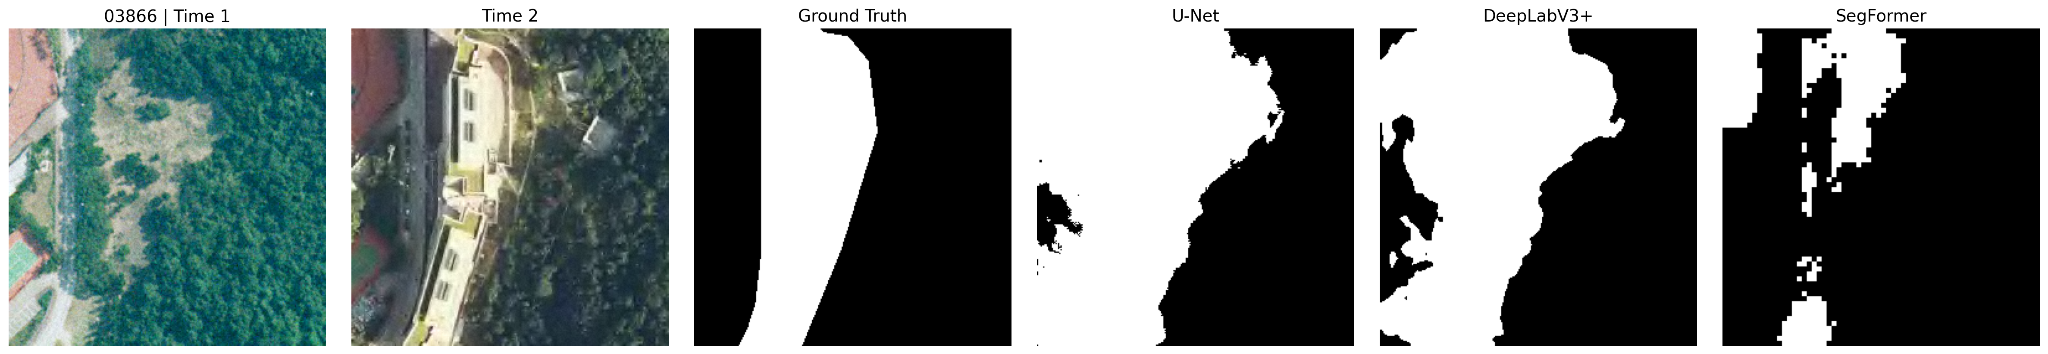 03866 | Time 1
Time 2
Ground Truth
U-Net
DeepLabV3+
SegFormer